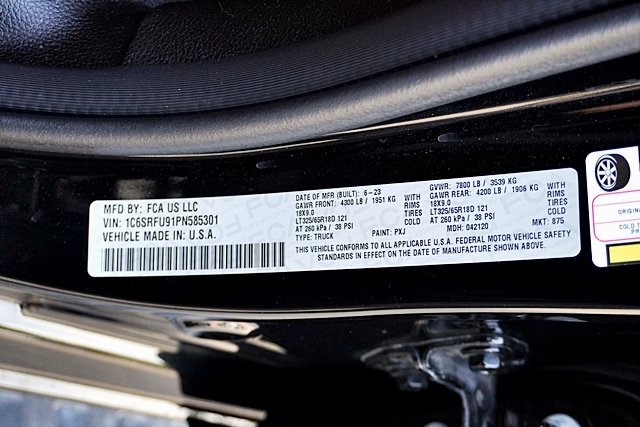 MFD BY: FCA US LLC
VIN: 1C6SRFU91PN585301
VEHICLE MADE IN U.S.A.
DATE OF MFR (BUILT): 6-23
GAWR FRONT: 4300 LB / 1951 KG
18X9.0
LT325/65R18D 121
AT 260 kPa / 38 PSI
TYPE: TRUCK
WITH
RIMS
TIRES
COLD
PAINT: PXJ
GVWR: 7800 LB / 3539 KG
GAWR REAR: 4200 LB / 1906 KG
18X9.0
LT325/65R18D 121
AT 260 kPa / 38 PSI
MDH: 042120
WITH
RIMS
TIRES
COLD
MKT: 875
THIS VEHICLE CONFORMS TO ALL APPLICABLE U.S.A. FEDERAL MOTOR VEHICLE SAFETY
STANDARDS IN EFFECT ON THE DATE OF MANUFACTURE SHOWN ABOVE.
ORIGINAL
COLD